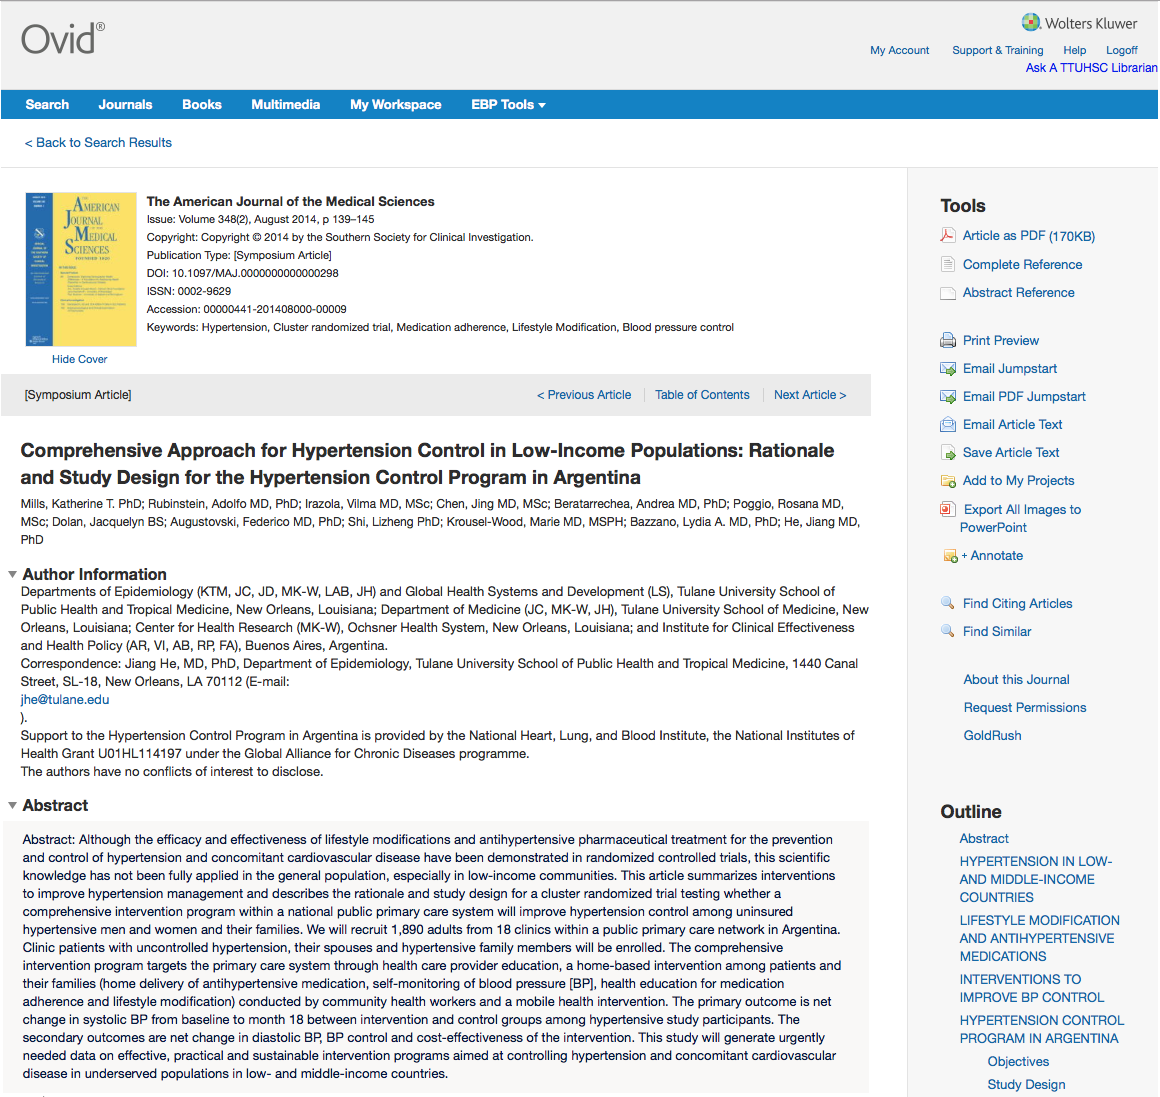 Ovid®
Wolters Kluwer
My Account Support & Training Help Logoff
Ask A TTUHSC Librarian
Search Journals Books Multimedia My Workspace EBP Tools
< Back to Search Results
AMERICAN
JOURNAL
MEDICAL
SCIENCES
Hide Cover
The American Journal of the Medical Sciences
Issue: Volume 348(2), August 2014, p 139–145
Copyright: Copyright © 2014 by the Southern Society for Clinical Investigation.
Publication Type: [Symposium Article]
DOI: 10.1097/MAJ.0000000000000298
ISSN: 0002-9629
Accession: 00000441-201408000-00009
Keywords: Hypertension, Cluster randomized trial, Medication adherence, Lifestyle Modification, Blood pressure control
[Symposium Article] < Previous Article Table of Contents Next Article >
Comprehensive Approach for Hypertension Control in Low-Income Populations: Rationale
and Study Design for the Hypertension Control Program in Argentina
Mills, Katherine T. PhD; Rubinstein, Adolfo MD, PhD; Irazola, Vilma MD, MSc; Chen, Jing MD, MSc; Beratarrechea, Andrea MD, PhD; Poggio, Rosana MD,
MSc; Dolan, Jacquelyn BS; Augustovski, Federico MD, PhD; Shi, Lizheng PhD; Krousel-Wood, Marie MD, MSPH; Bazzano, Lydia A. MD, PhD; He, Jiang MD,
PhD
Author Information
Departments of Epidemiology (KTM, JC, JD, MK-W, LAB, JH) and Global Health Systems and Development (LS), Tulane University School of
Public Health and Tropical Medicine, New Orleans, Louisiana; Department of Medicine (JC, MK-W, JH), Tulane University School of Medicine, New
Orleans, Louisiana; Center for Health Research (MK-W), Ochsner Health System, New Orleans, Louisiana; and Institute for Clinical Effectiveness
and Health Policy (AR, VI, AB, RP, FA), Buenos Aires, Argentina.
Correspondence: Jiang He, MD, PhD, Department of Epidemiology, Tulane University School of Public Health and Tropical Medicine, 1440 Canal
Street, SL-18, New Orleans, LA 70112 (E-mail:
jhe@tulane.edu
).
Support to the Hypertension Control Program in Argentina is provided by the National Heart, Lung, and Blood Institute, the National Institutes of
Health Grant U01HL114197 under the Global Alliance for Chronic Diseases programme.
The authors have no conflicts of interest to disclose.
Abstract
Abstract: Although the efficacy and effectiveness of lifestyle modifications and antihypertensive pharmaceutical treatment for the prevention
and control of hypertension and concomitant cardiovascular disease have been demonstrated in randomized controlled trials, this scientific
knowledge has not been fully applied in the general population, especially in low-income communities. This article summarizes interventions
to improve hypertension management and describes the rationale and study design for a cluster randomized trial testing whether a
comprehensive intervention program within a national public primary care system will improve hypertension control among uninsured
hypertensive men and women and their families. We will recruit 1,890 adults from 18 clinics within a public primary care network in Argentina.
Clinic patients with uncontrolled hypertension, their spouses and hypertensive family members will be enrolled. The comprehensive
intervention program targets the primary care system through health care provider education, a home-based intervention among patients and
their families (home delivery of antihypertensive medication, self-monitoring of blood pressure [BP], health education for medication
adherence and lifestyle modification) conducted by community health workers and a mobile health intervention. The primary outcome is net
change in systolic BP from baseline to month 18 between intervention and control groups among hypertensive study participants. The
secondary outcomes are net change in diastolic BP, BP control and cost-effectiveness of the intervention. This study will generate urgently
needed data on effective, practical and sustainable intervention programs aimed at controlling hypertension and concomitant cardiovascular
disease in underserved populations in low- and middle-income countries.
Tools
Article as PDF (170KB)
Complete Reference
Abstract Reference
Print Preview
Email Jumpstart
Email PDF Jumpstart
Email Article Text
Save Article Text
Add to My Projects
Export All Images to
PowerPoint
+ Annotate
Find Citing Articles
Find Similar
About this Journal
Request Permissions
GoldRush
Outline
Abstract
HYPERTENSION IN LOW-
AND MIDDLE-INCOME
COUNTRIES
LIFESTYLE MODIFICATION
AND ANTIHYPERTENSIVE
MEDICATIONS
INTERVENTIONS TO
IMPROVE BP CONTROL
HYPERTENSION CONTROL
PROGRAM IN ARGENTINA
Objectives
Study Design